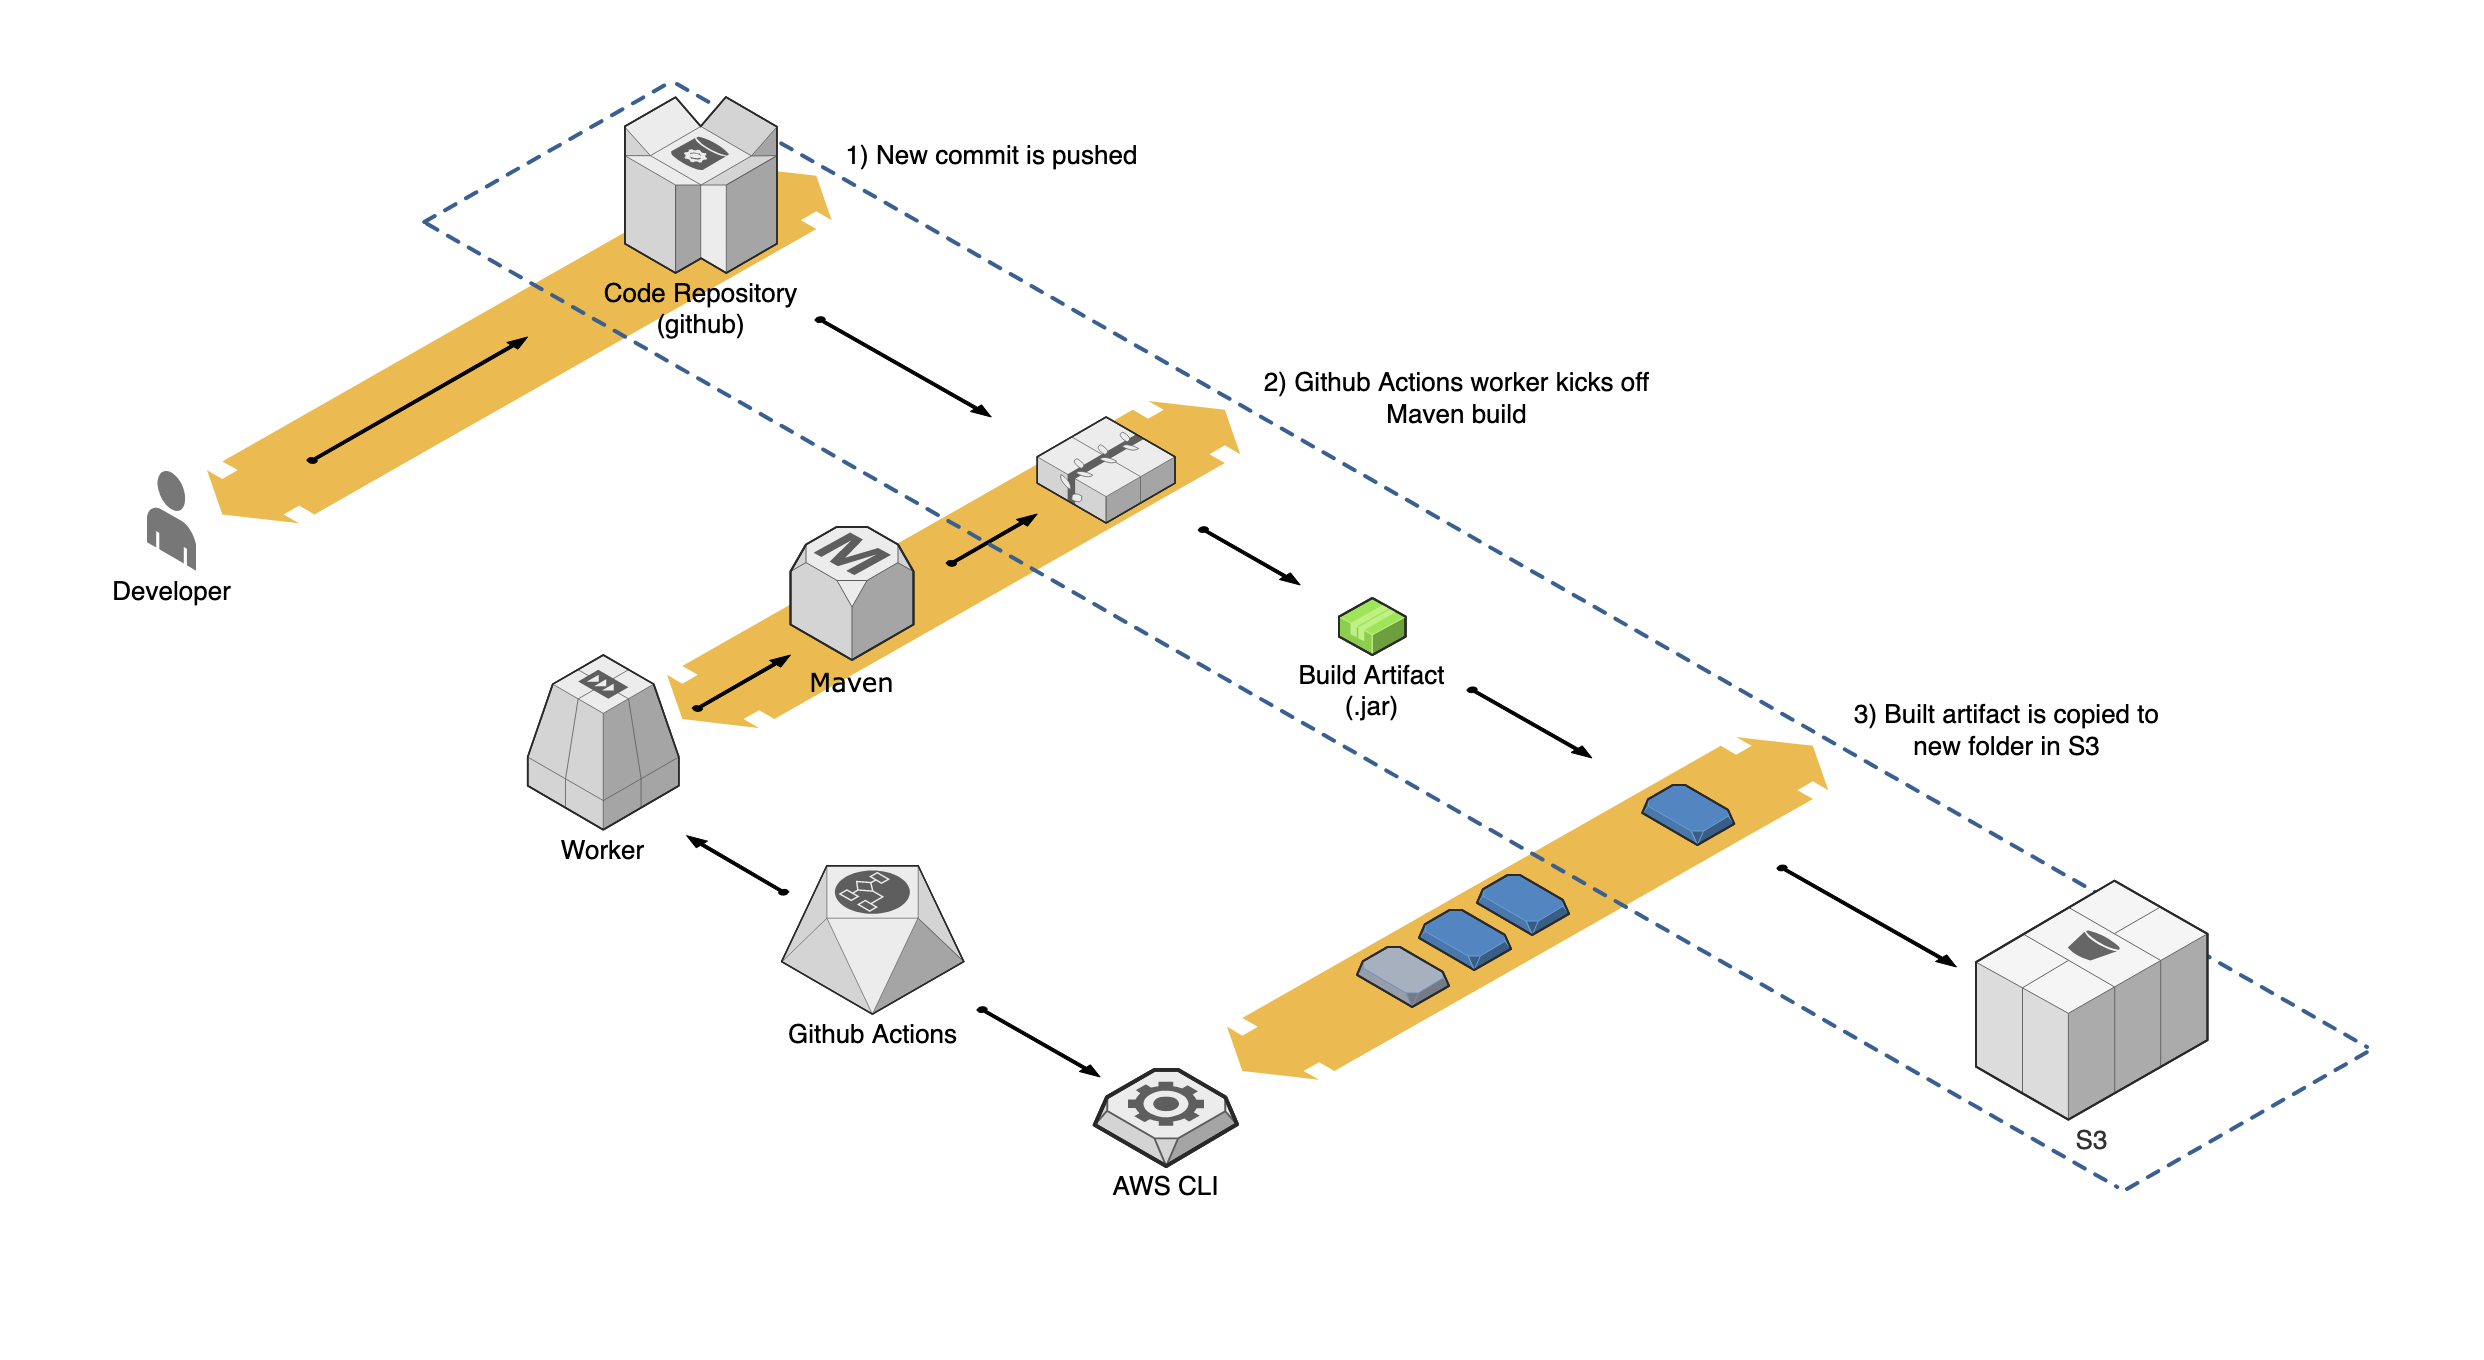 1) New commit is pushed
Code Repository
(github)
2) Github Actions worker kicks off
Maven build
Developer
M
Maven
Build Artifact
(.jar)
3) Built artifact is copied to
new folder in S3
Worker
Github Actions
S3
AWS CLI